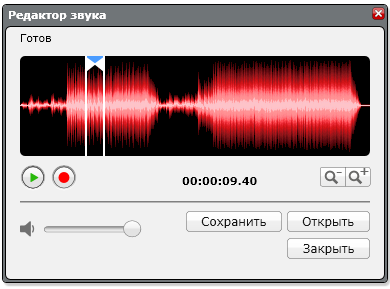 Редактор звука
Готов
00:00:09.40
Сохранить
Открыть
Закрыть